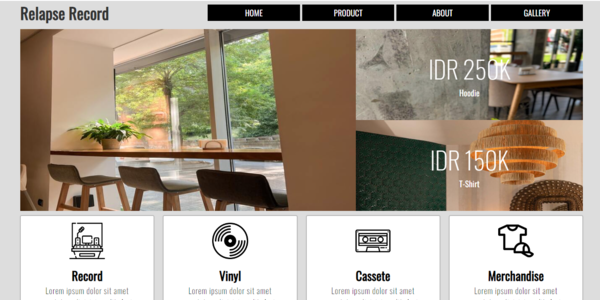 Relapse Record
HOME
PRODUCT
ABOUT
GALLERY
IDR 250K
Hoodie
IDR 150K
T-Shirt
Record
Lorem ipsum dolor sit amet
Vinyl
Lorem ipsum dolor sit amet
Cassete
Lorem ipsum dolor sit amet
Merchandise
Lorem ipsum dolor sit amet